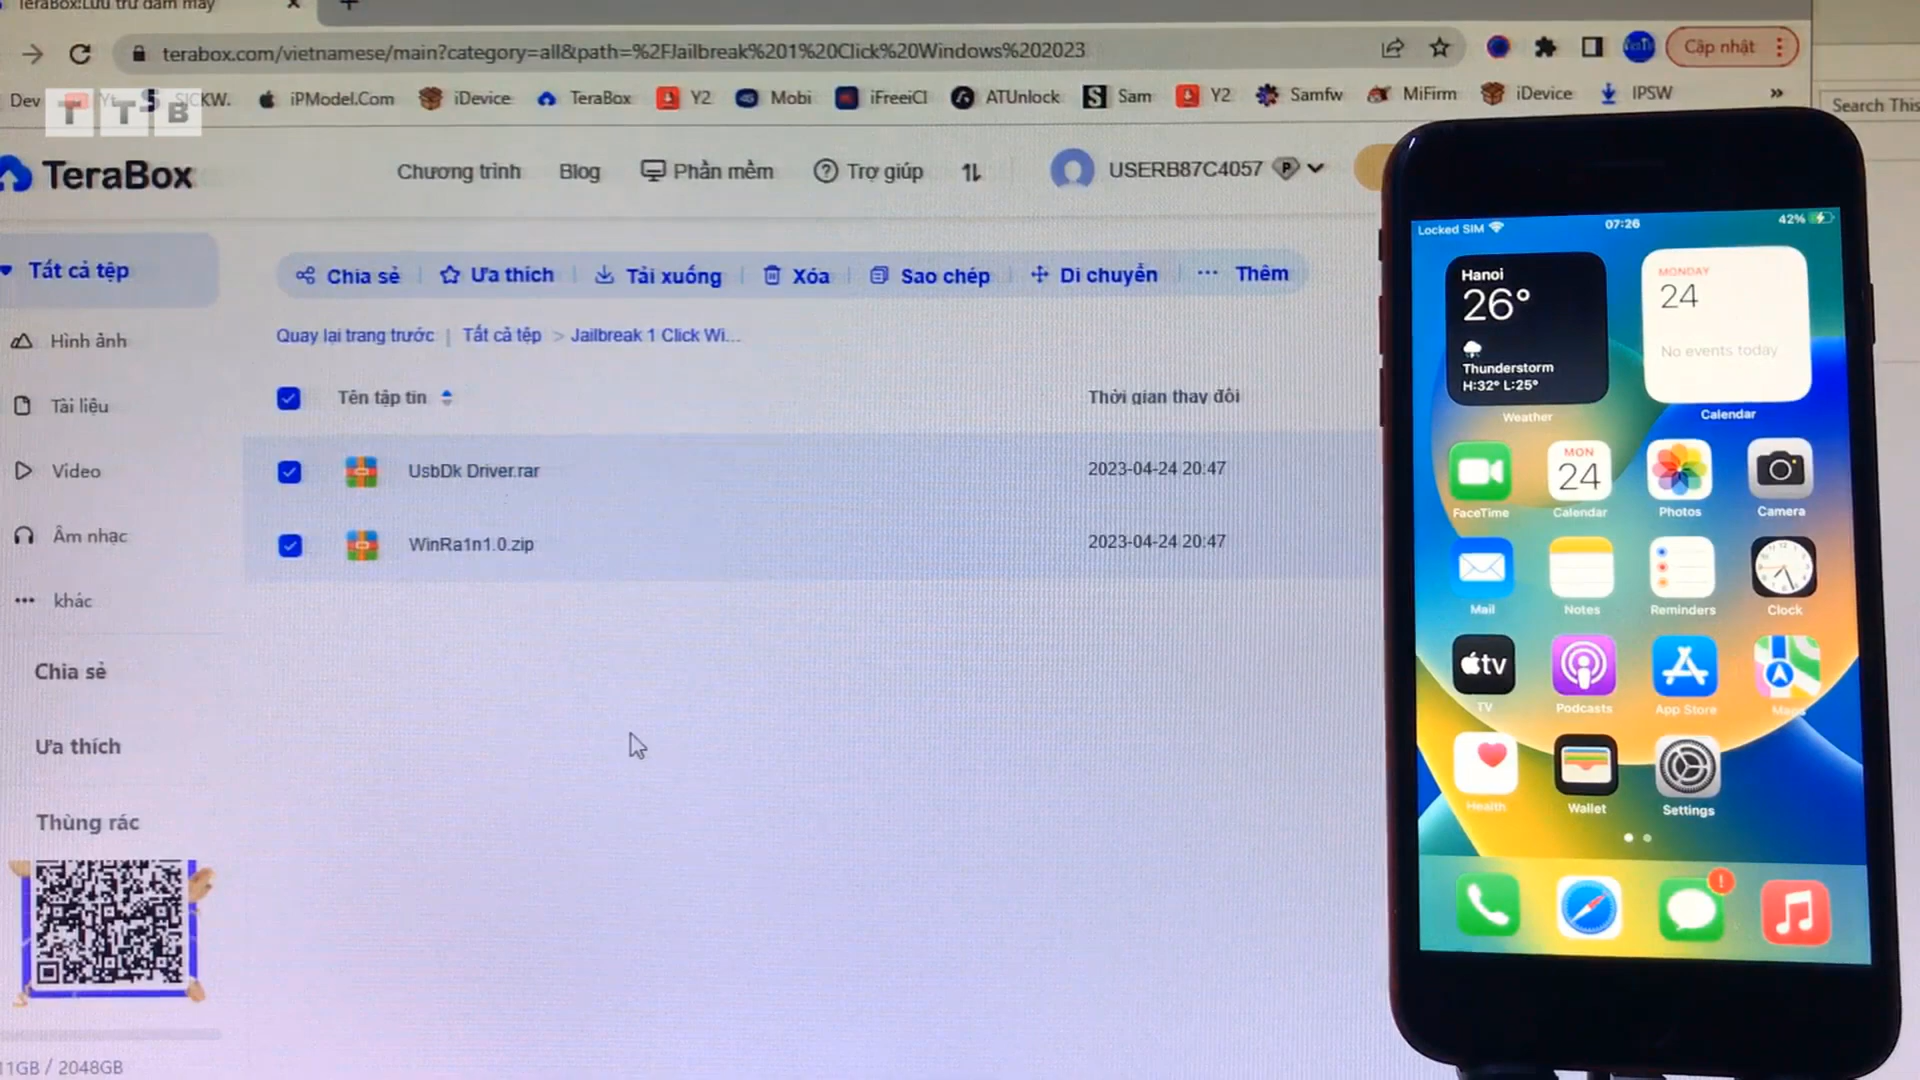 TeraBox:Lưu trữ đám mây
terabox.com/vietnamese/main?category=all&path=%2FJailbreak%201%20Click%20Windows%202023
Cập nhật
Dev
SICKW.
iPModel.Com
iDevice
TeraBox
Y2
Mobi
iFreeiCl
ATUnlock
Sam
Y2
Samfw
MiFirm
iDevice
IPSW
»
Search This
TTB
TeraBox
Chương trình
Blog
Phần mềm
Trợ giúp
USERB87C4057
Tất cả tệp
Chia sẻ
Ưa thích
Tải xuống
Xóa
Sao chép
Di chuyển
Thêm
Quay lại trang trước | Tất cả tệp > Jailbreak 1 Click Wi...
Hình ảnh
Tài liệu
Video
Âm nhạc
khác
Chia sẻ
Ưa thích
Thùng rác
11GB / 2048GB
Tên tập tin
Thời gian thay đổi
UsbDk Driver.rar
2023-04-24 20:47
WinRa1n1.0.zip
2023-04-24 20:47
Locked SIM
07:26
42%
Hanoi
26°
Thunderstorm
H:32° L:25°
Weather
MONDAY
24
No events today
Calendar
FaceTime
MON
24
Calendar
Photos
Camera
Mail
Notes
Reminders
Clock
tv
TV
Podcasts
App Store
Maps
Health
Wallet
Settings